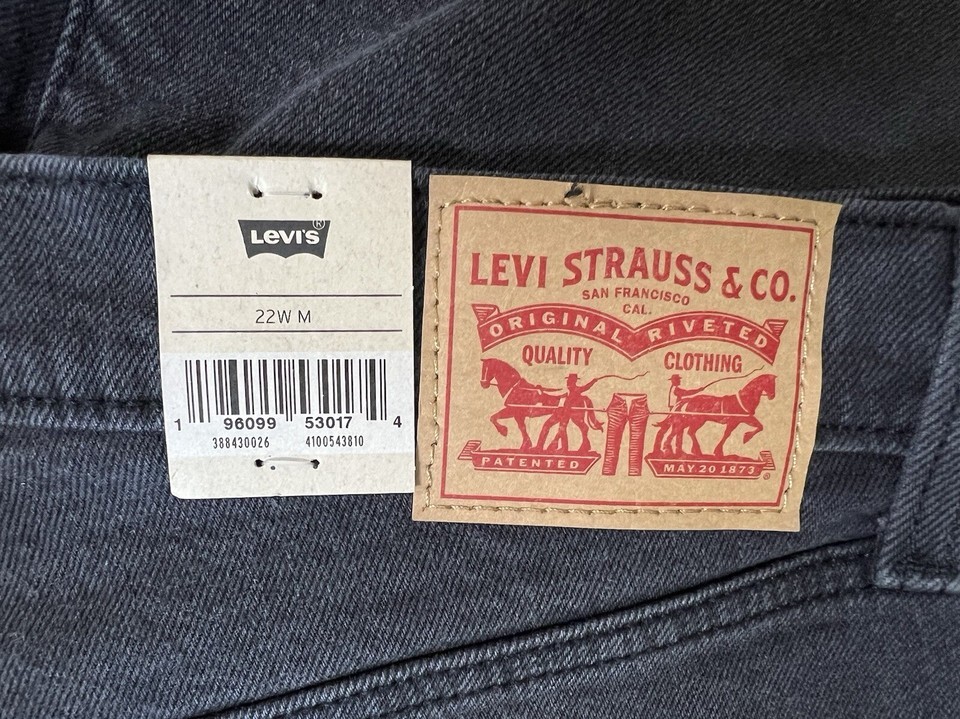 LEVI'S®
22W M
1 96099 53017 4
388430026 4100543810
LEVI STRAUSS & CO.
SAN FRANCISCO
CAL.
ORIGINAL RIVETED
QUALITY CLOTHING
PATENTED MAY 20 1873 ®